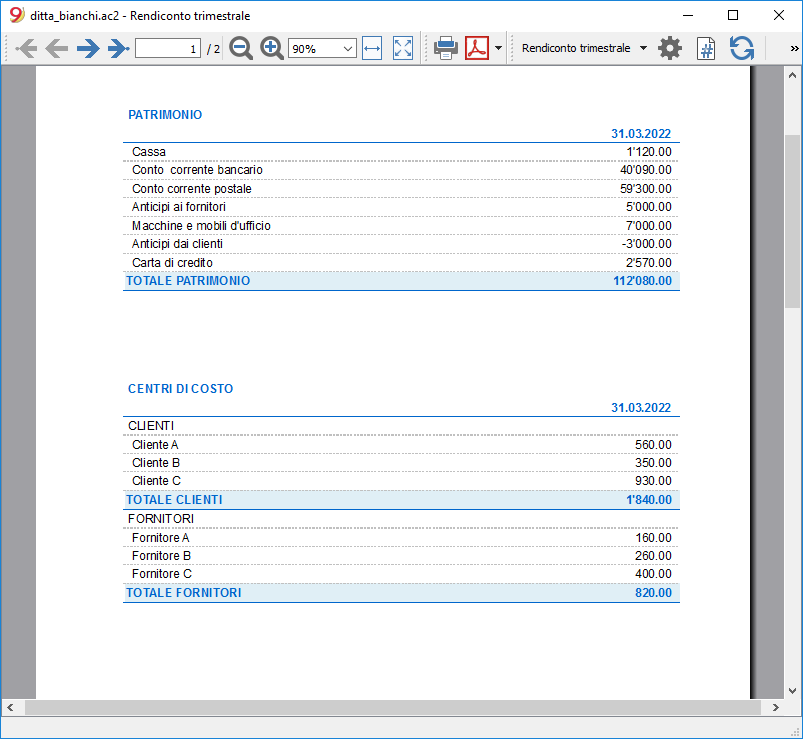 ditta_bianchi.ac2 - Rendiconto trimestrale
1 / 2 90% Rendiconto trimestrale »
PATRIMONIO
31.03.2022
Cassa 1'120.00
Conto corrente bancario 40'090.00
Conto corrente postale 59'300.00
Anticipi ai fornitori 5'000.00
Macchine e mobili d'ufficio 7'000.00
Anticipi dai clienti -3'000.00
Carta di credito 2'570.00
TOTALE PATRIMONIO 112'080.00
CENTRI DI COSTO
31.03.2022
CLIENTI
Cliente A 560.00
Cliente B 350.00
Cliente C 930.00
TOTALE CLIENTI 1'840.00
FORNITORI
Fornitore A 160.00
Fornitore B 260.00
Fornitore C 400.00
TOTALE FORNITORI 820.00